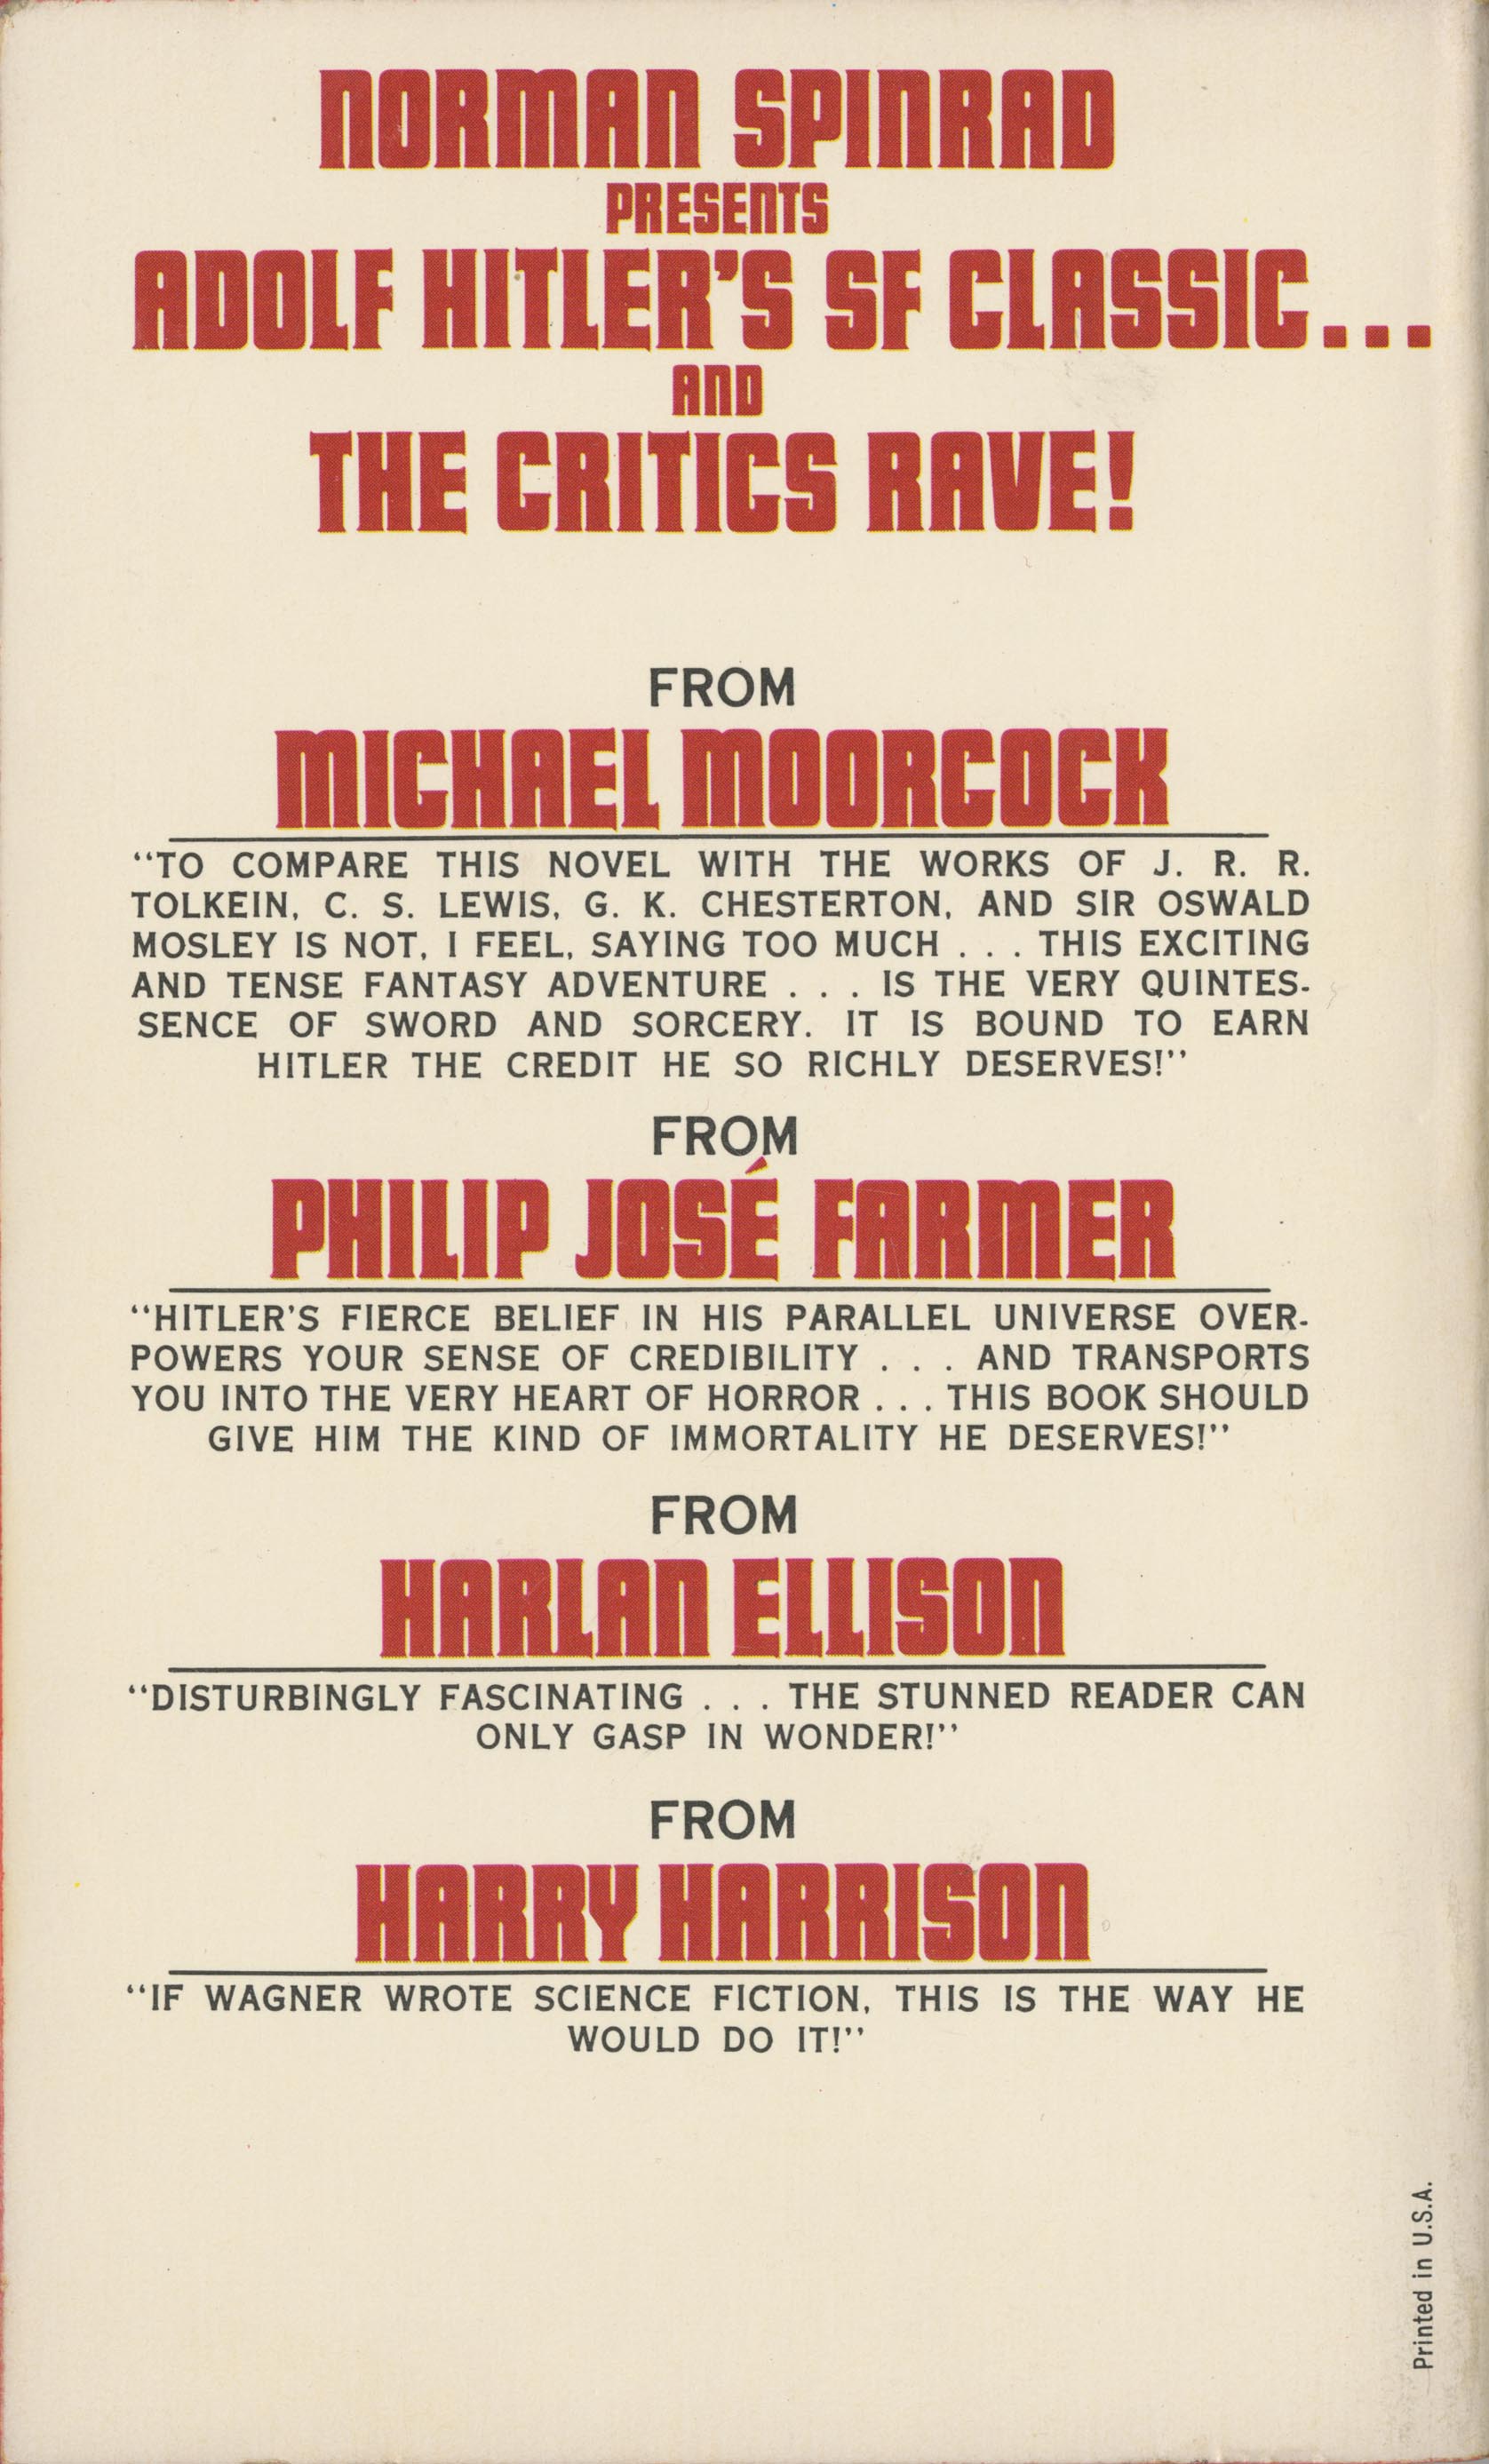 NORMAN SPINRAD
PRESENTS
ADOLF HITLER'S SF CLASSIC...
AND
THE CRITICS RAVE!
FROM
MICHAEL MOORCOCK
"TO COMPARE THIS NOVEL WITH THE WORKS OF J. R. R.
TOLKEIN, C. S. LEWIS, G. K. CHESTERTON, AND SIR OSWALD
MOSLEY IS NOT, I FEEL, SAYING TOO MUCH . . . THIS EXCITING
AND TENSE FANTASY ADVENTURE . . . IS THE VERY QUINTES-
SENCE OF SWORD AND SORCERY. IT IS BOUND TO EARN
HITLER THE CREDIT HE SO RICHLY DESERVES!"
FROM
PHILIP JOSÉ FARMER
"HITLER'S FIERCE BELIEF IN HIS PARALLEL UNIVERSE OVER-
POWERS YOUR SENSE OF CREDIBILITY . . . AND TRANSPORTS
YOU INTO THE VERY HEART OF HORROR . . . THIS BOOK SHOULD
GIVE HIM THE KIND OF IMMORTALITY HE DESERVES!"
FROM
HARLAN ELLISON
"DISTURBINGLY FASCINATING . . . THE STUNNED READER CAN
ONLY GASP IN WONDER!"
FROM
HARRY HARRISON
"IF WAGNER WROTE SCIENCE FICTION, THIS IS THE WAY HE
WOULD DO IT!"
Printed in U.S.A.